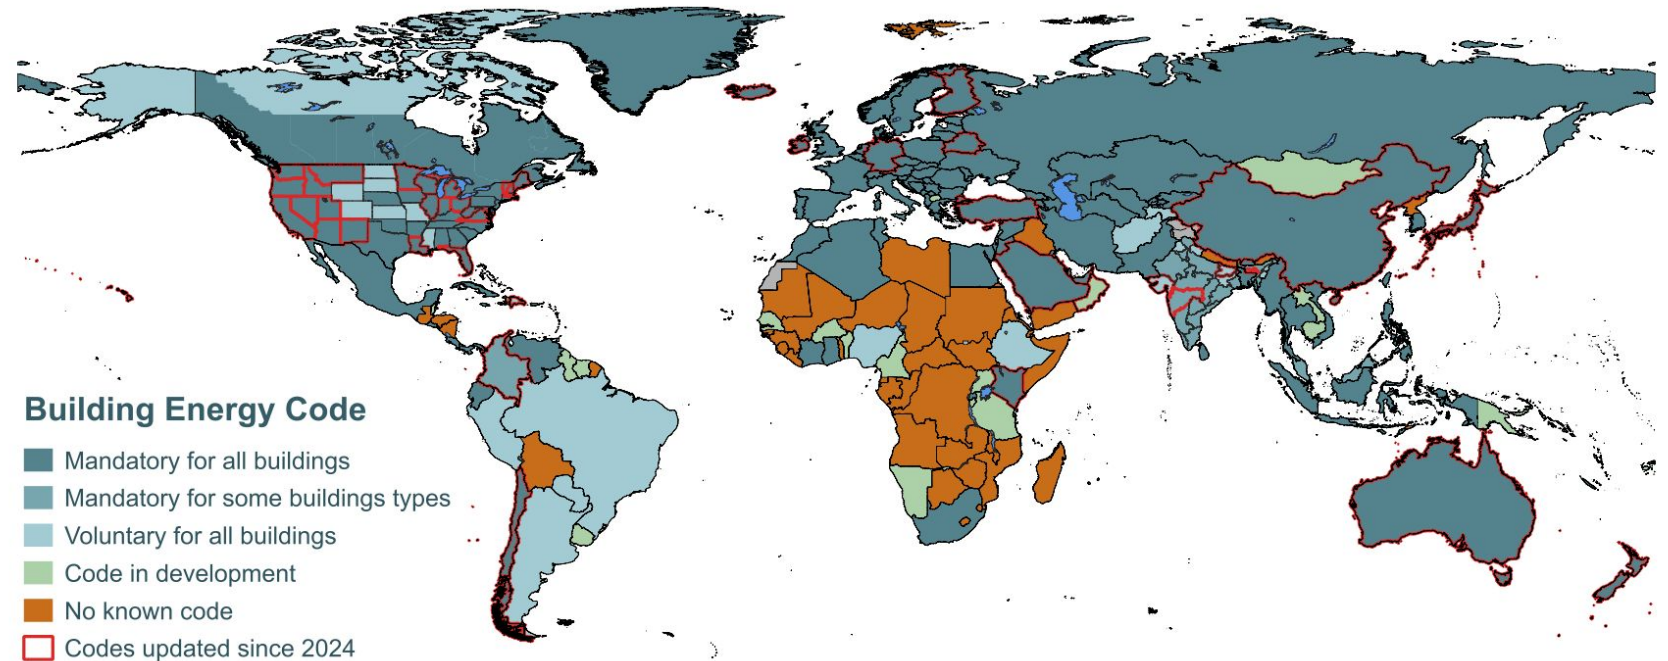 Building Energy Code
Mandatory for all buildings
Mandatory for some buildings types
Voluntary for all buildings
Code in development
No known code
Codes updated since 2024